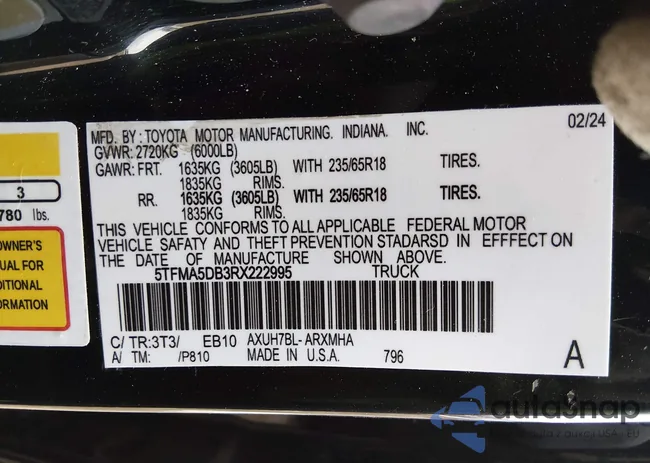 MFD. BY: TOYOTA MOTOR MANUFACTURING. INDIANA. INC. 02/24
GVWR: 2720KG (6000LB)
GAWR: FRT. 1635KG (3605LB) WITH 235/65R18 TIRES.
1835KG RIMS.
RR. 1635KG (3605LB) WITH 235/65R18 TIRES.
1835KG RIMS.
THIS VEHICLE CONFORMS TO ALL APPLICABLE FEDERAL MOTOR
VEHICLE SAFATY AND THEFT PREVENTION STADARSD IN EFFFECT ON
THE DATE OF MANUFACTURE SHOWN ABOVE.
5TFMA5DB3RX222995 TRUCK
C/ TR:3T3/ EB10 AXUH7BL- ARXMHA
A/ TM: /P810 MADE IN U.S.A. 796 A
3
780 lbs.
OWNER'S
UAL FOR
DITIONAL
ORMATION
autosnap